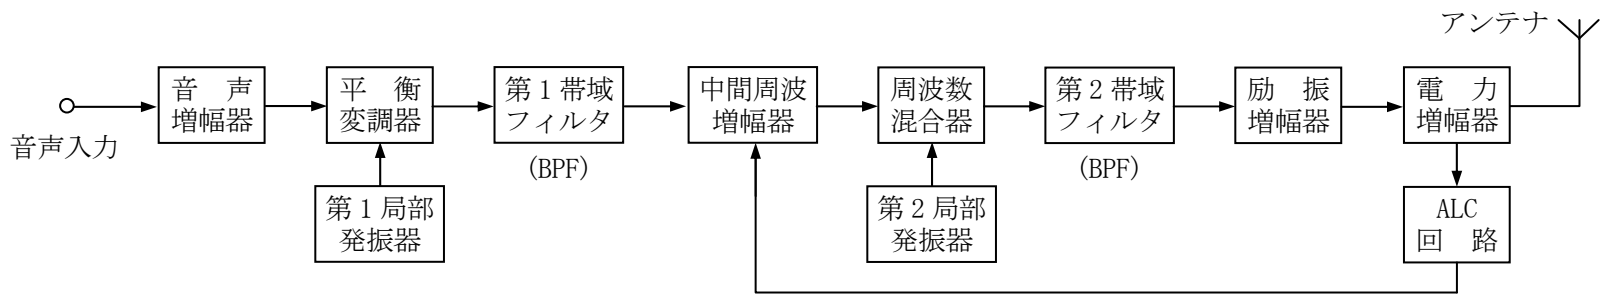 アンテナ
音声入力
音　声
増幅器
平　衡
変調器
第１帯域
フィルタ
(BPF)
中間周波
増幅器
周波数
混合器
第２帯域
フィルタ
(BPF)
励　振
増幅器
電　力
増幅器
第１局部
発振器
第２局部
発振器
ALC
回　路